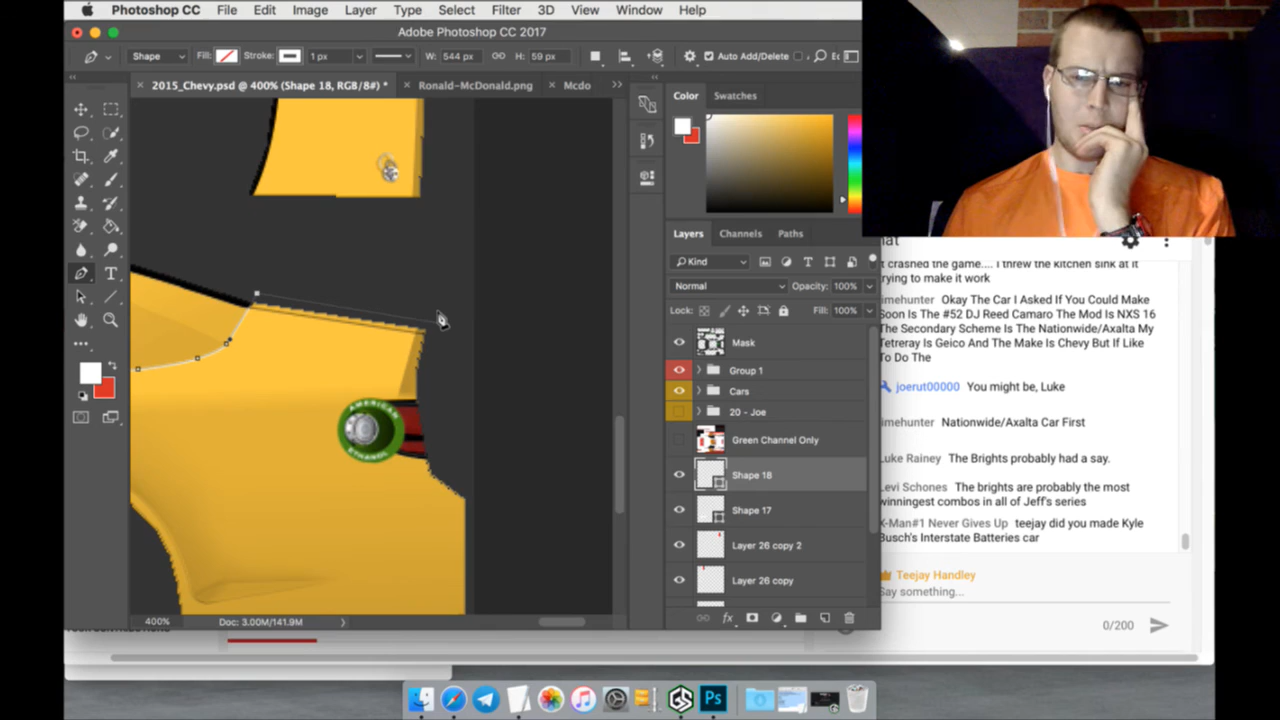 Photoshop CC File Edit Image Layer Type Select Filter 3D View Window Help
Adobe Photoshop CC 2017
Shape Fill: Stroke: 1 px W: 544 px H: 59 px Auto Add/Delete
2015_Chevy.psd @ 400% (Shape 18, RGB/8#) * Ronald-McDonald.png Mcdo
Color Swatches
Layers Channels Paths
Kind
Normal Opacity: 100%
Lock: Fill: 100%
Mask
Group 1
Cars
20 - Joe
Green Channel Only
Shape 18
Shape 17
Layer 26 copy 2
Layer 26 copy
AMERICAN
ETHANOL
400% Doc: 3.00M/141.9M
crashed the game.... I threw the kitchen sink at it
trying to make it work
Okay The Car I Asked If You Could Make
Soon Is The #52 DJ Reed Camaro The Mod Is NXS 16
The Secondary Scheme Is The Nationwide/Axalta My
Tetreray Is Geico And The Make Is Chevy But If Like
To Do The
joerut00000 You might be, Luke
Nationwide/Axalta Car First
Luke Rainey The Brights probably had a say.
Levi Schones The brights are probably the most
winningest combos in all of Jeff's series
X-Man#1 Never Gives Up teejay did you made Kyle
Busch's Interstate Batteries car
Teejay Handley
Say something...
0/200
Ps